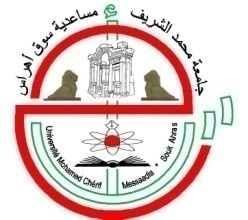 جامعة محمد الشريف مساعدية سوق أهراس
Université Mohamed Chérif Messaadia - Souk Ahras